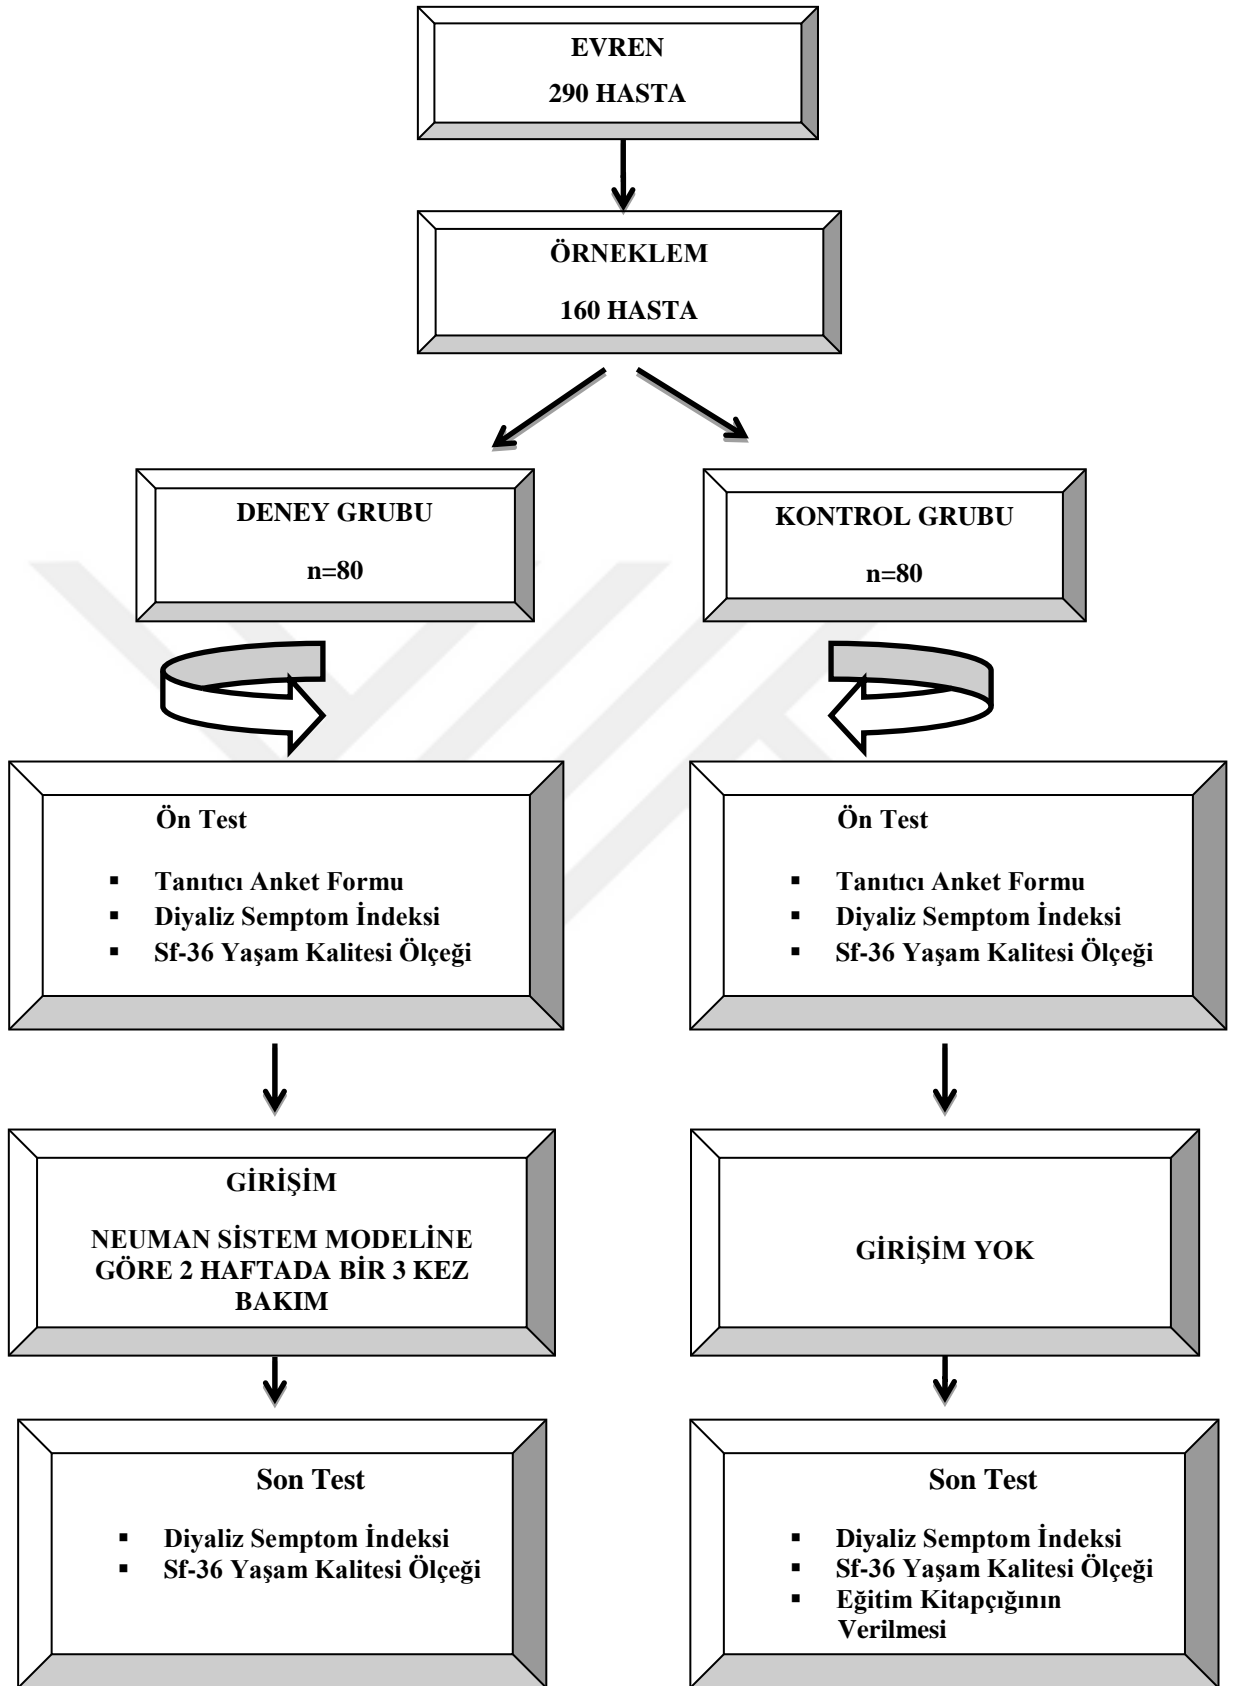 EVREN
290 HASTA
ÖRNEKLEM
160 HASTA
DENEY GRUBU
n=80
KONTROL GRUBU
n=80
Ön Test
▪ Tanıtıcı Anket Formu
▪ Diyaliz Semptom İndeksi
▪ Sf-36 Yaşam Kalitesi Ölçeği
Ön Test
▪ Tanıtıcı Anket Formu
▪ Diyaliz Semptom İndeksi
▪ Sf-36 Yaşam Kalitesi Ölçeği
GİRİŞİM
NEUMAN SİSTEM MODELİNE
GÖRE 2 HAFTADA BİR 3 KEZ
BAKIM
GİRİŞİM YOK
Son Test
▪ Diyaliz Semptom İndeksi
▪ Sf-36 Yaşam Kalitesi Ölçeği
Son Test
▪ Diyaliz Semptom İndeksi
▪ Sf-36 Yaşam Kalitesi Ölçeği
▪ Eğitim Kitapçığının
Verilmesi